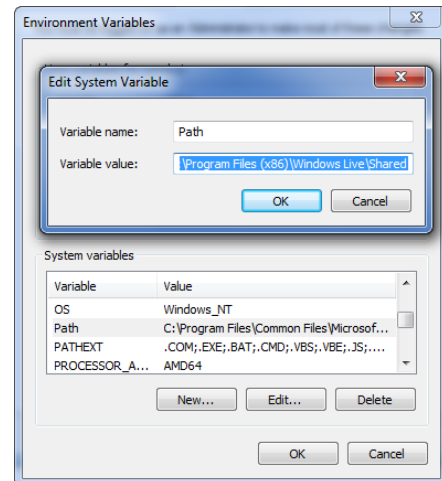 Environment Variables
Edit System Variable
Variable name:
Path
Variable value:
:\Program Files (x86)\Windows Live\Shared
OK
Cancel
System variables
Variable Value
OS Windows_NT
Path C:\Program Files\Common Files\Microsof...
PATHEXT .COM;.EXE;.BAT;.CMD;.VBS;.VBE;.JS;....
PROCESSOR_A... AMD64
New... Edit... Delete
OK Cancel